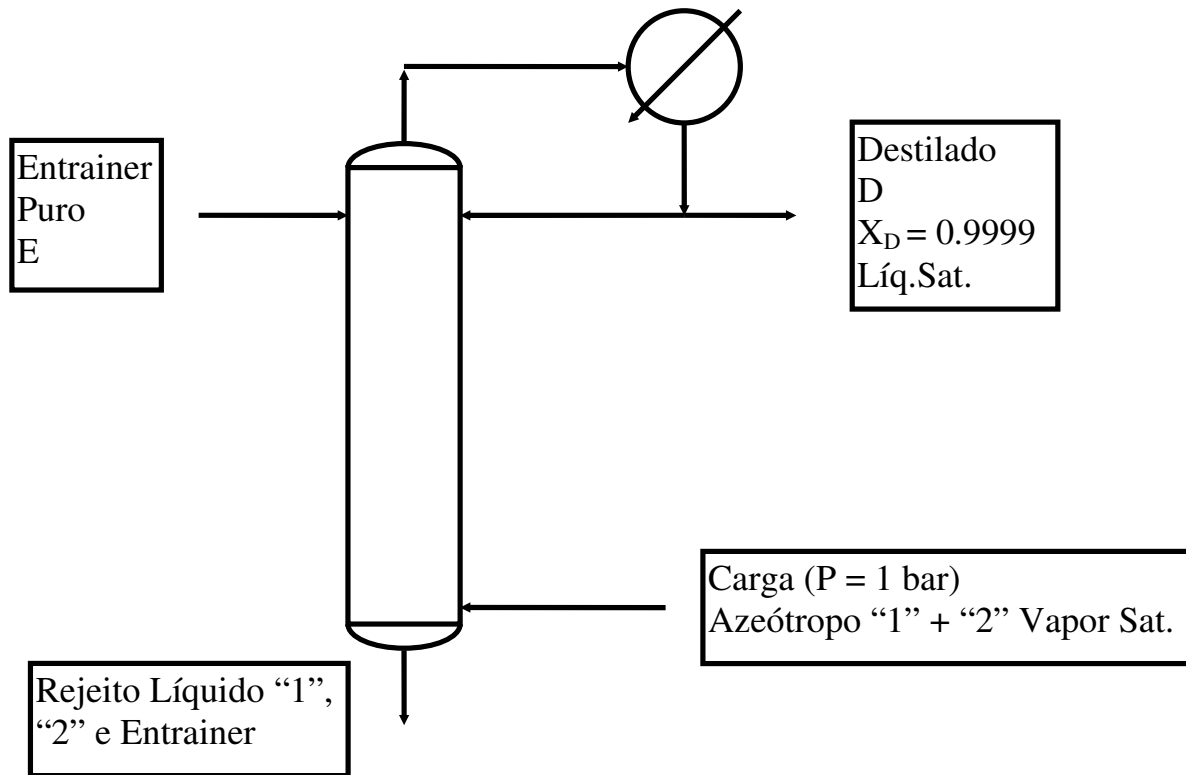 Entrainer
Puro
E
Destilado
D
X_D = 0.9999
Líq.Sat.
Carga (P = 1 bar)
Azeótropo “1” + “2” Vapor Sat.
Rejeito Líquido “1”,
“2” e Entrainer